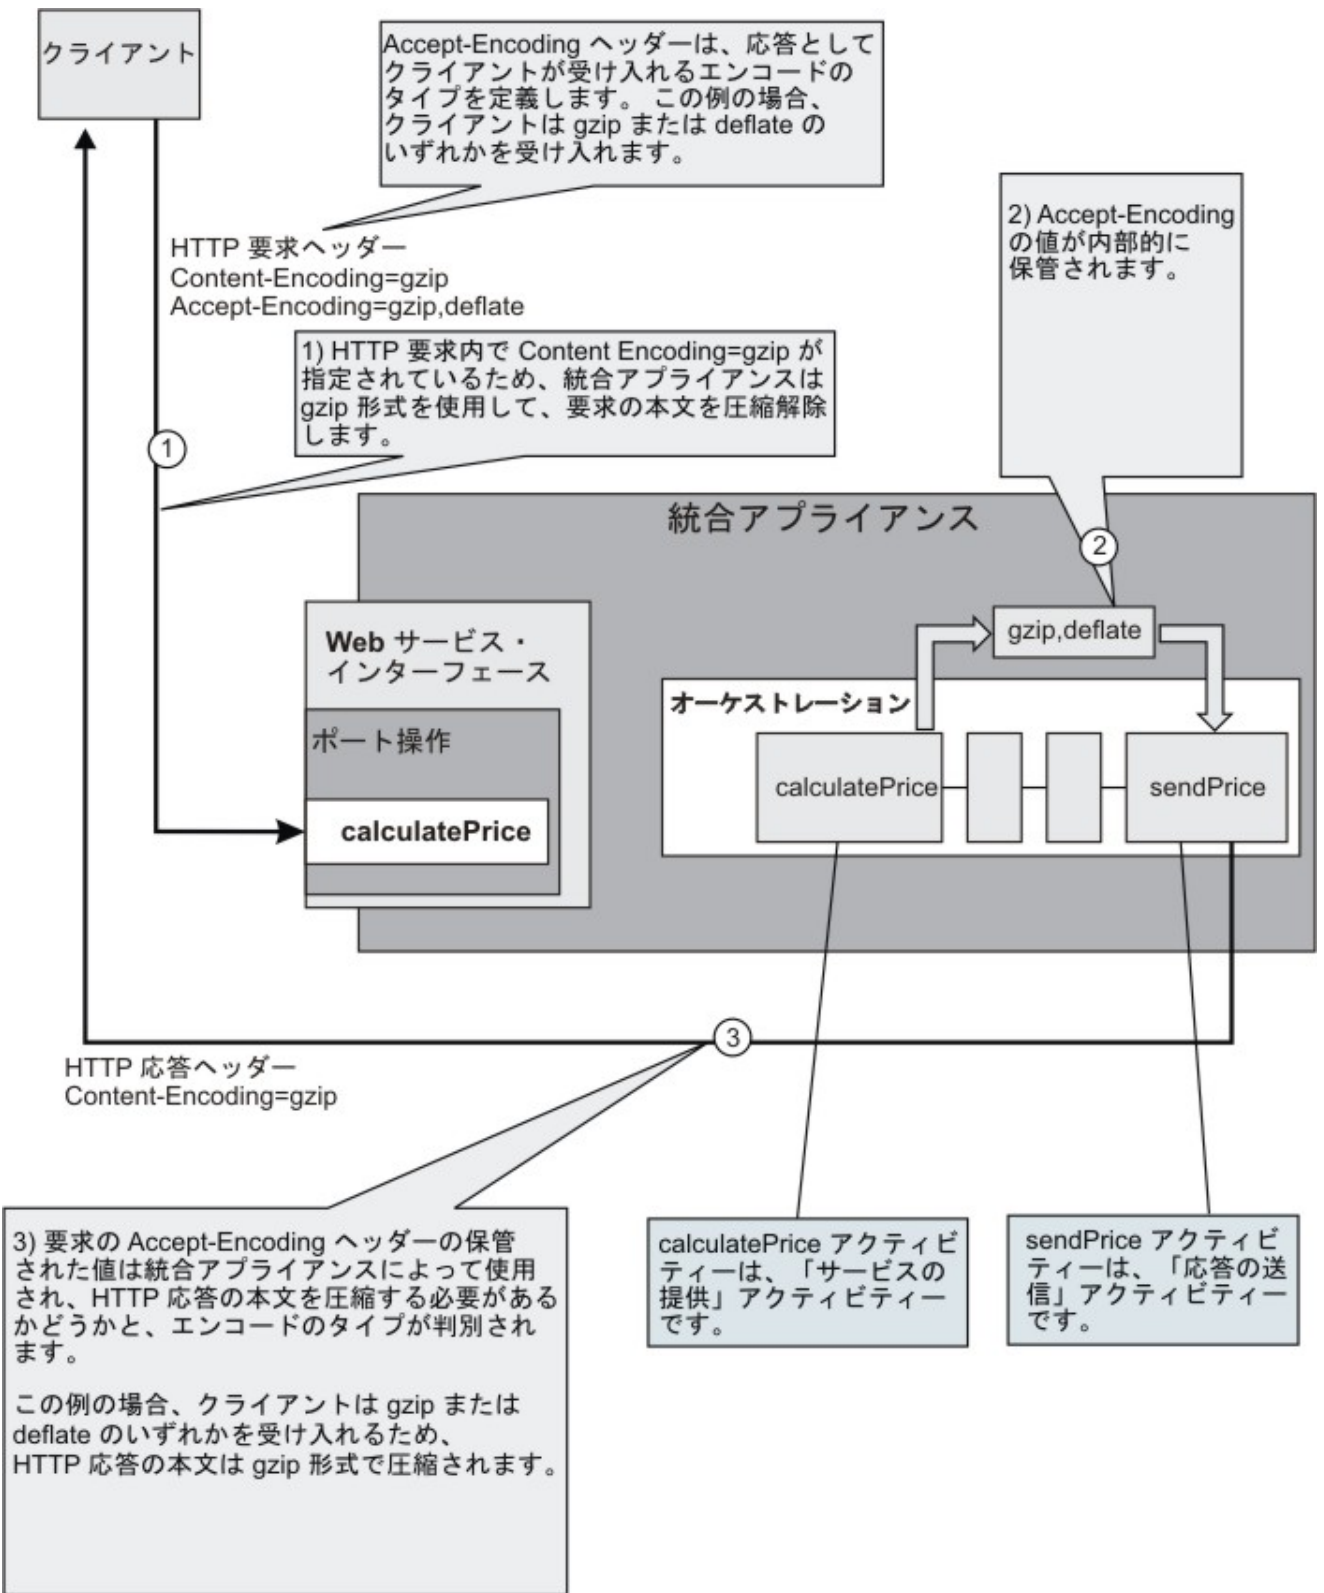 クライアント
Accept-Encoding ヘッダーは、応答として
クライアントが受け入れるエンコードの
タイプを定義します。 この例の場合、
クライアントは gzip または deflate の
いずれかを受け入れます。
HTTP 要求ヘッダー
Content-Encoding=gzip
Accept-Encoding=gzip,deflate
2) Accept-Encoding
の値が内部的に
保管されます。
1) HTTP 要求内で Content Encoding=gzip が
指定されているため、統合アプライアンスは
gzip 形式を使用して、要求の本文を圧縮解除
します。
1
統合アプライアンス
2
Web サービス・
インターフェース
gzip,deflate
オーケストレーション
ポート操作
calculatePrice
calculatePrice
sendPrice
3
HTTP 応答ヘッダー
Content-Encoding=gzip
3) 要求の Accept-Encoding ヘッダーの保管
された値は統合アプライアンスによって使用
され、HTTP 応答の本文を圧縮する必要がある
かどうかと、エンコードのタイプが判別され
ます。
この例の場合、クライアントは gzip または
deflate のいずれかを受け入れるため、
HTTP 応答の本文は gzip 形式で圧縮されます。
calculatePrice アクティビ
ティーは、「サービスの
提供」アクティビティー
です。
sendPrice アクティビ
ティーは、「応答の送
信」アクティビティー
です。